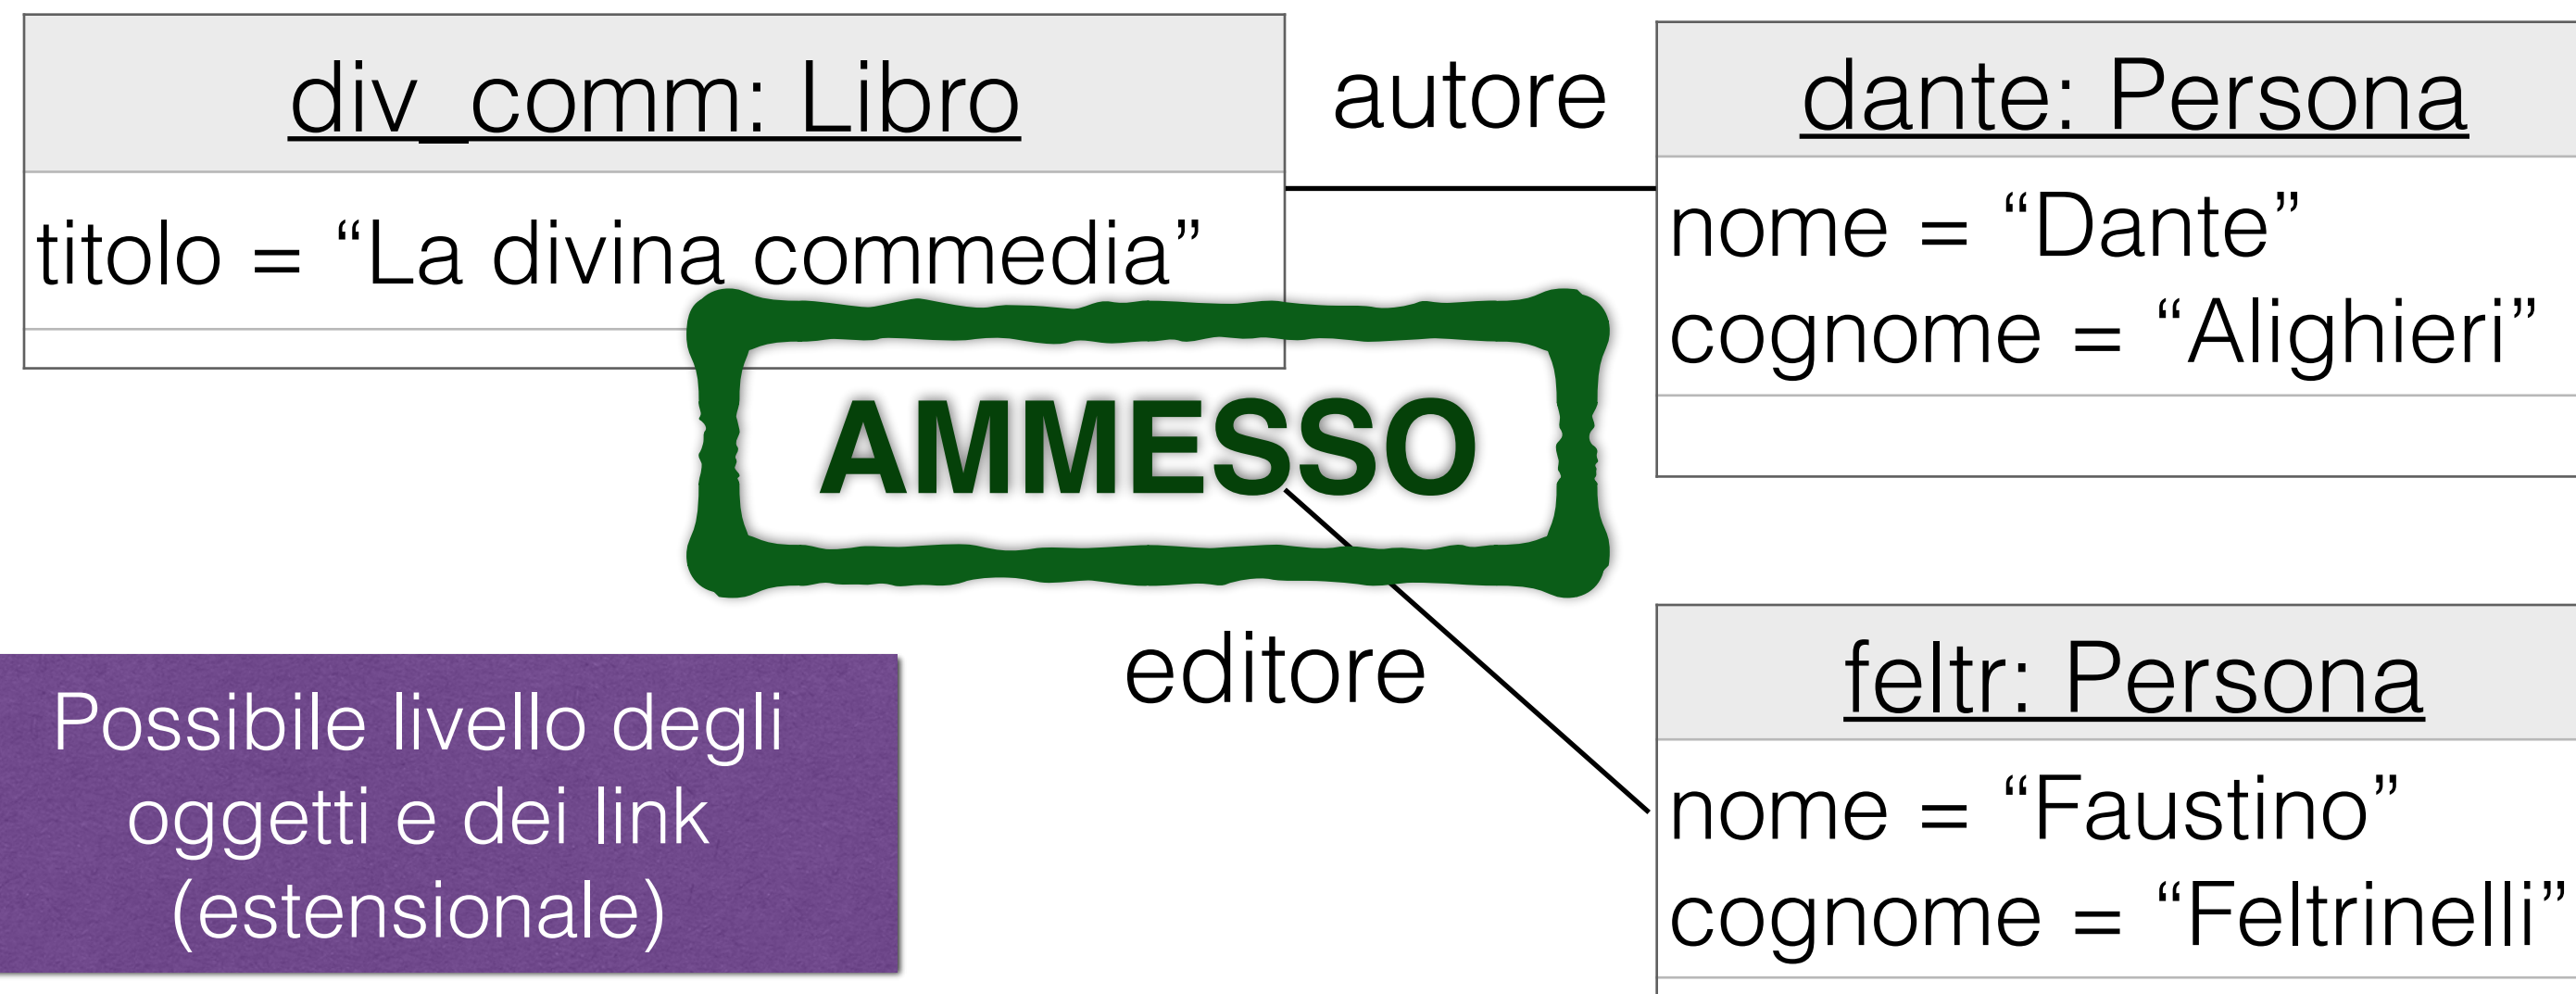 div_comm: Libro
titolo = “La divina commedia”
autore
dante: Persona
nome = “Dante”
cognome = “Alighieri”
AMMESSO
editore
feltr: Persona
nome = “Faustino”
cognome = “Feltrinelli”
Possibile livello degli
oggetti e dei link
(estensionale)